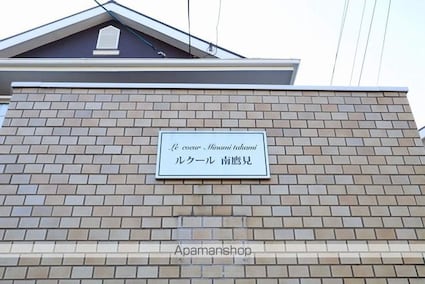 Le coeur Minami takami
ルクール 南鷹見
Apamanshop